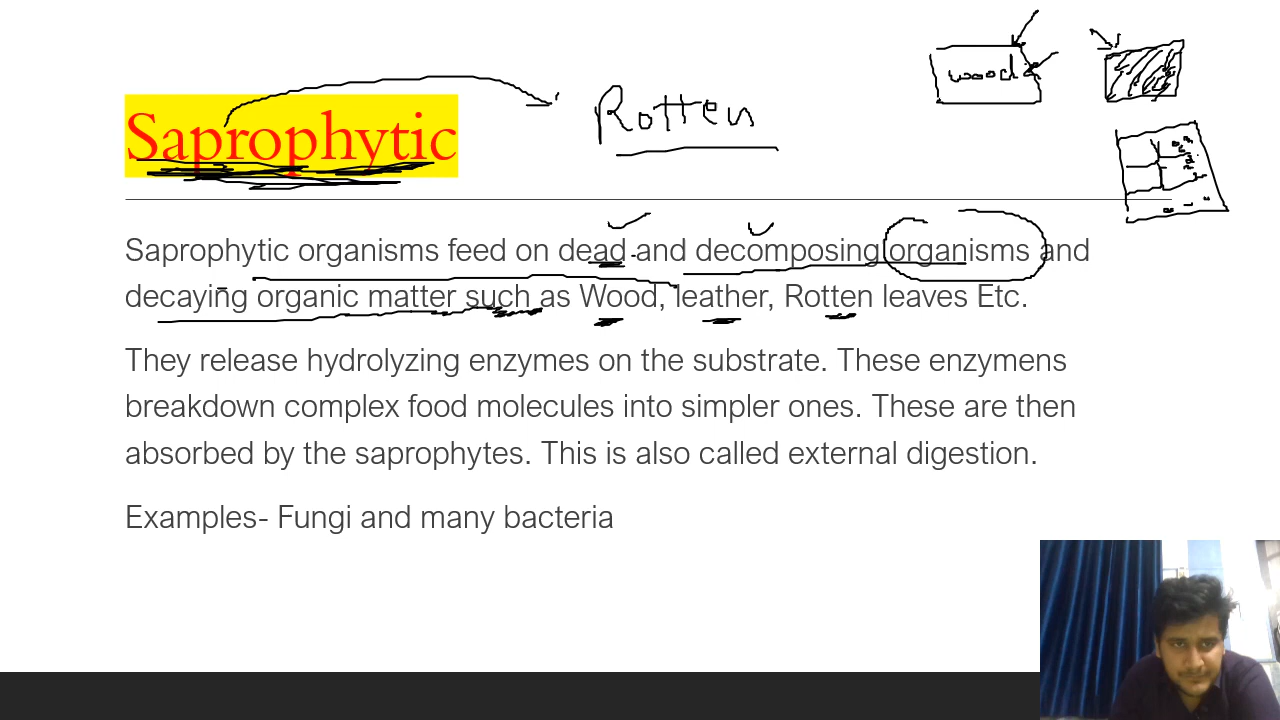 Saprophytic
Rotten
wood
Saprophytic organisms feed on dead and decomposing organisms and
decaying organic matter such as Wood, leather, Rotten leaves Etc.
They release hydrolyzing enzymes on the substrate. These enzymens
breakdown complex food molecules into simpler ones. These are then
absorbed by the saprophytes. This is also called external digestion.
Examples- Fungi and many bacteria